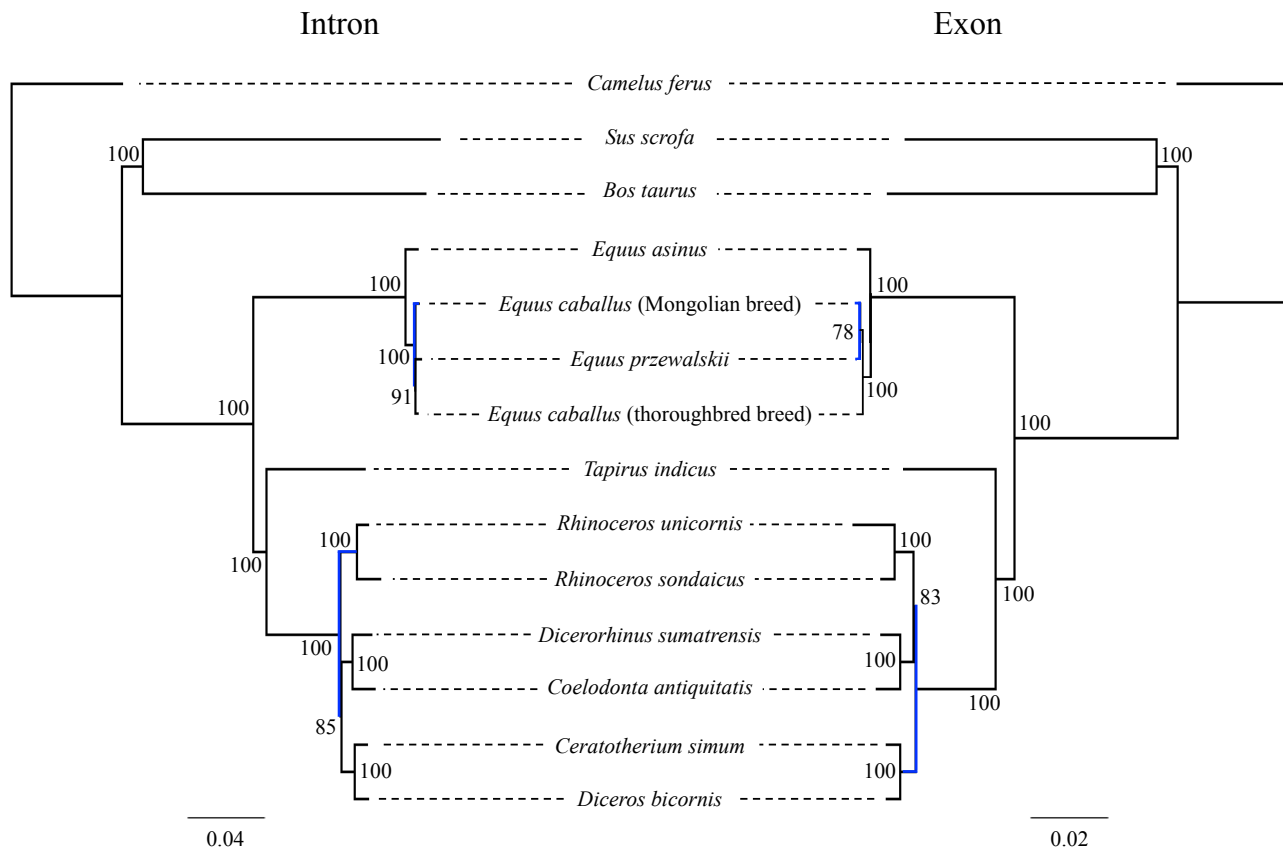 Intron Exon
Camelus ferus
Sus scrofa
100 100
Bos taurus
Equus asinus
100 100
Equus caballus (Mongolian breed)
78
100 Equus przewalskii
100
91 Equus caballus (thoroughbred breed)
100 100
Tapirus indicus
Rhinoceros unicornis
100 100
100 Rhinoceros sondaicus 100
83
Dicerorhinus sumatrensis
100
100 100
Coelodonta antiquitatis 100
85
Ceratotherium simum
100 100
Diceros bicornis
0.04 0.02